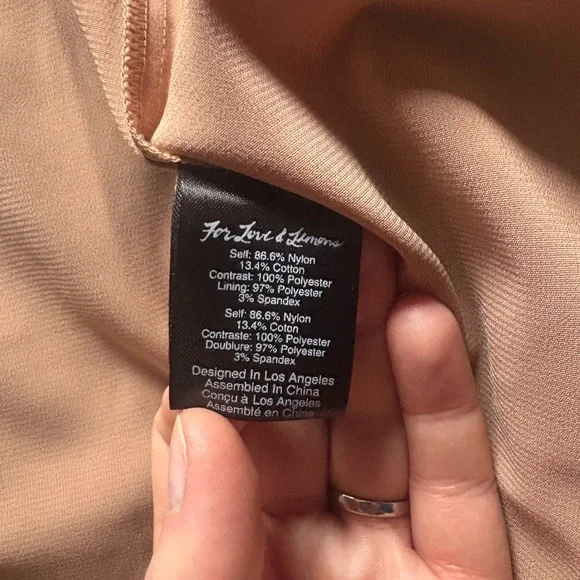 For Love & Lemons
Self: 86.6% Nylon
13.4% Cotton
Contrast: 100% Polyester
Lining: 97% Polyester
3% Spandex
Self: 86.6% Nylon
13.4% Coton
Contraste: 100% Polyester
Doublure: 97% Polyester
3% Spandex
Designed In Los Angeles
Assembled In China
Conçu à Los Angeles
Assemblé en China